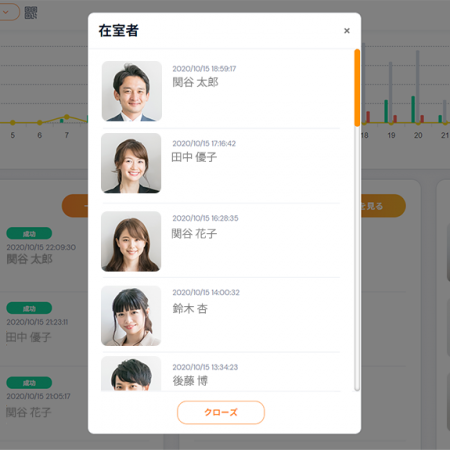 在室者
×
2020/10/15 18:59:17
関谷 太郎
2020/10/15 17:16:42
田中 優子
2020/10/15 16:28:35
関谷 花子
2020/10/15 14:00:32
鈴木 杏
2020/10/15 13:34:23
後藤 博
クローズ
5 6 7
18 19 20 21
を見る
成功
2020/10/15 22:09:30
関谷 太郎
成功
2020/10/15 21:23:11
田中 優子
成功
2020/10/15 21:05:17
関谷 花子